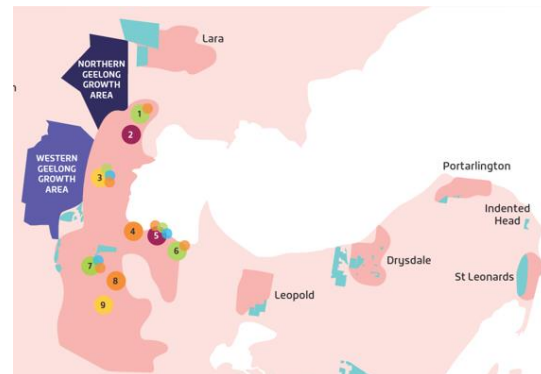 Lara
NORTHERN
GEELONG
GROWTH
AREA
1
2
WESTERN
GEELONG
GROWTH
AREA
3
Portarlington
Indented
Head
4
5
6
Drysdale
St Leonards
7
8
Leopold
9